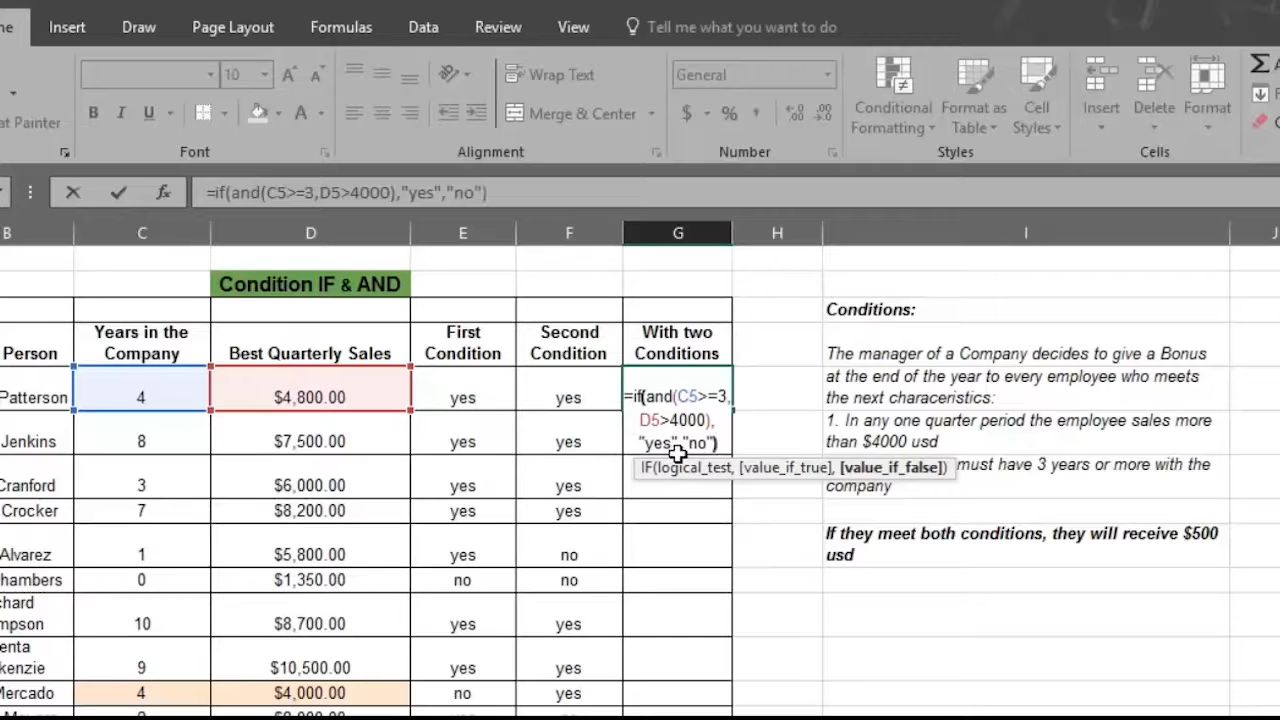 ne Insert Draw Page Layout Formulas Data Review View Tell me what you want to do
10 A A Wrap Text General
at Painter B I U A Merge & Center $ % Conditional Formatting Format as Table Cell Styles Insert Delete Format
Font Alignment Number Styles Cells
fx =if(and(C5>=3,D5>4000),"yes","no")
B C D E F G H I J
Condition IF & AND
Conditions:
Person Years in the Company Best Quarterly Sales First Condition Second Condition With two Conditions
The manager of a Company decides to give a Bonus
at the end of the year to every employee who meets
the next characeristics:
1. In any one quarter period the employee sales more
than $4000 usd
must have 3 years or more with the
company
If they meet both conditions, they will receive $500
usd
Patterson 4 $4,800.00 yes yes
=if(and(C5>=3,
D5>4000),
"yes","no")
IF(logical_test, [value_if_true], [value_if_false])
Jenkins 8 $7,500.00 yes yes
Cranford 3 $6,000.00 yes yes
Crocker 7 $8,200.00 yes yes
Alvarez 1 $5,800.00 yes no
hambers 0 $1,350.00 no no
chard
mpson 10 $8,700.00 yes yes
enta
kenzie 9 $10,500.00 yes yes
Mercado 4 $4,000.00 no yes